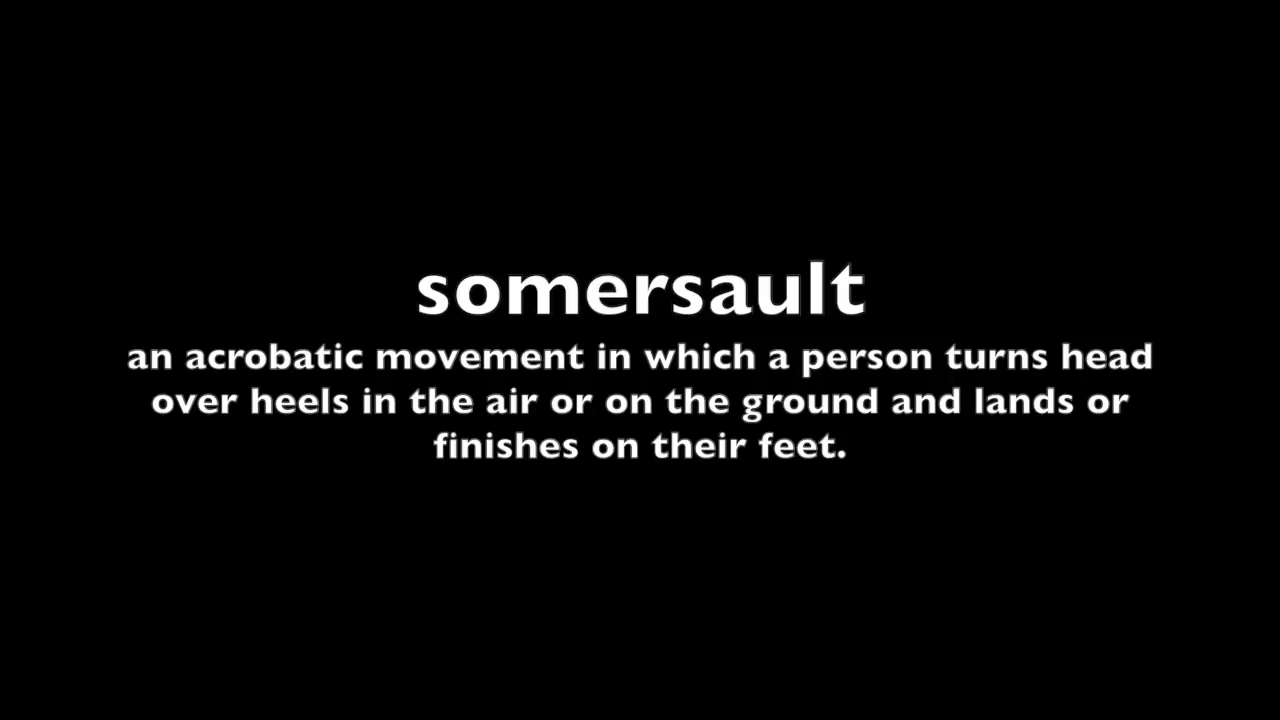 somersault
an acrobatic movement in which a person turns head
over heels in the air or on the ground and lands or
finishes on their feet.